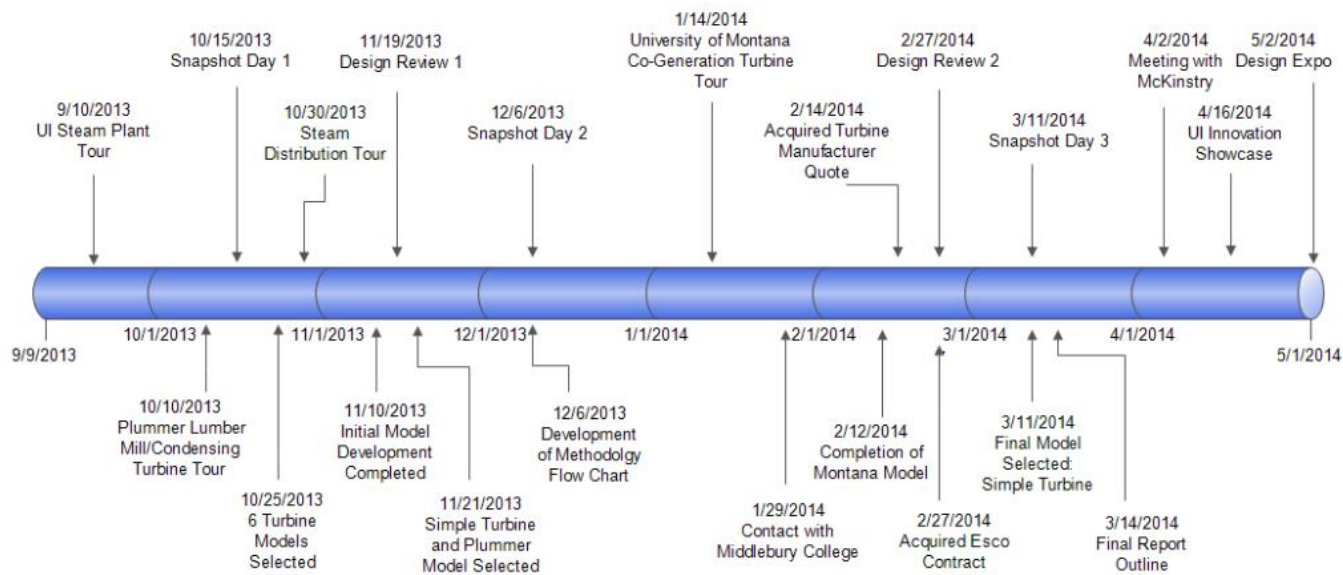 10/15/2013
Snapshot Day 1
11/19/2013
Design Review 1
1/14/2014
University of Montana
Co-Generation Turbine
Tour
2/27/2014
Design Review 2
4/2/2014
Meeting with
McKinstry
5/2/2014
Design Expo
9/10/2013
UI Steam Plant
Tour
10/30/2013
Steam
Distribution Tour
12/6/2013
Snapshot Day 2
2/14/2014
Acquired Turbine
Manufacturer
Quote
3/11/2014
Snapshot Day 3
4/16/2014
UI Innovation
Showcase
9/9/2013
10/1/2013
11/1/2013
12/1/2013
1/1/2014
2/1/2014
3/1/2014
4/1/2014
5/1/2014
10/10/2013
Plummer Lumber
Mill/Condensing
Turbine Tour
10/25/2013
6 Turbine
Models
Selected
11/10/2013
Initial Model
Development
Completed
11/21/2013
Simple Turbine
and Plummer
Model Selected
12/6/2013
Development
of Methodolgy
Flow Chart
1/29/2014
Contact with
Middlebury College
2/12/2014
Completion of
Montana Model
2/27/2014
Acquired Esco
Contract
3/11/2014
Final Model
Selected:
Simple Turbine
3/14/2014
Final Report
Outline